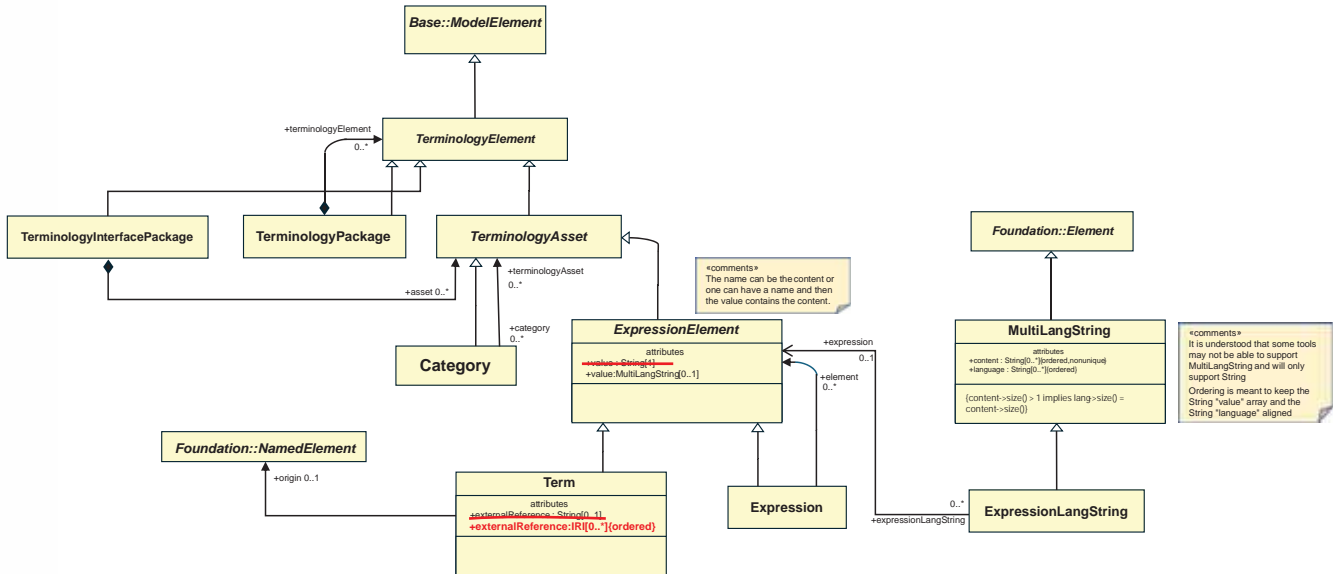 Base::ModelElement
+terminologyElement
0..*
TerminologyElement
TerminologyInterfacePackage
TerminologyPackage
TerminologyAsset
Foundation::Element
+terminologyAsset
0..*
+asset 0..*
«comments»
The name can be the content or
one can have a name and then
the value contains the content.
+category
0..*
Category
ExpressionElement
attributes
+value : String[1]
+value:MultiLangString[0..1]
+expression
0..1
+element
0..*
MultiLangString
attributes
+content : String[0..*]{ordered,nonunique}
+language : String[0..*]{ordered}
{content->size() > 1 implies lang->size() =
content->size()}
«comments»
It is understood that some tools
may not be able to support
MultiLangString and will only
support String
Ordering is meant to keep the
String "value" array and the
String "language" aligned
Foundation::NamedElement
+origin 0..1
Term
attributes
+externalReference : String[0..1]
+externalReference:IRI[0..*]{ordered}
Expression
0..*
+expressionLangString
ExpressionLangString